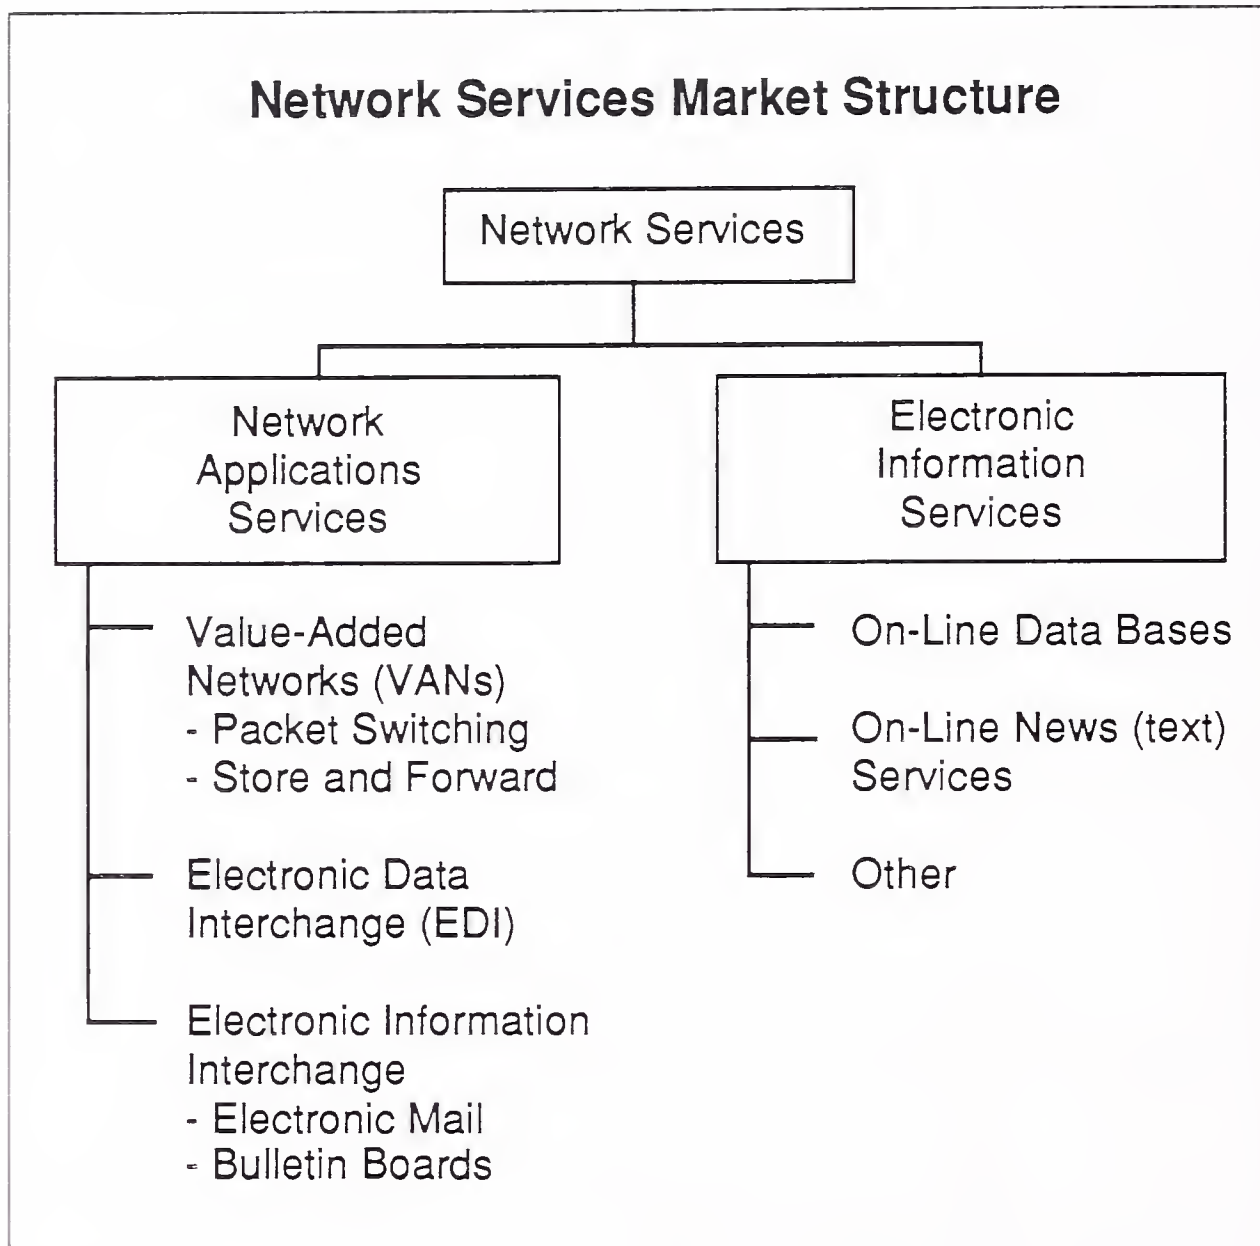 Network Services Market Structure
Network Services
Network
Applications
Services
Value-Added
Networks (VANs)
- Packet Switching
- Store and Forward
Electronic Data
Interchange (EDI)
Electronic Information
Interchange
- Electronic Mail
- Bulletin Boards
Electronic
Information
Services
On-Line Data Bases
On-Line News (text)
Services
Other